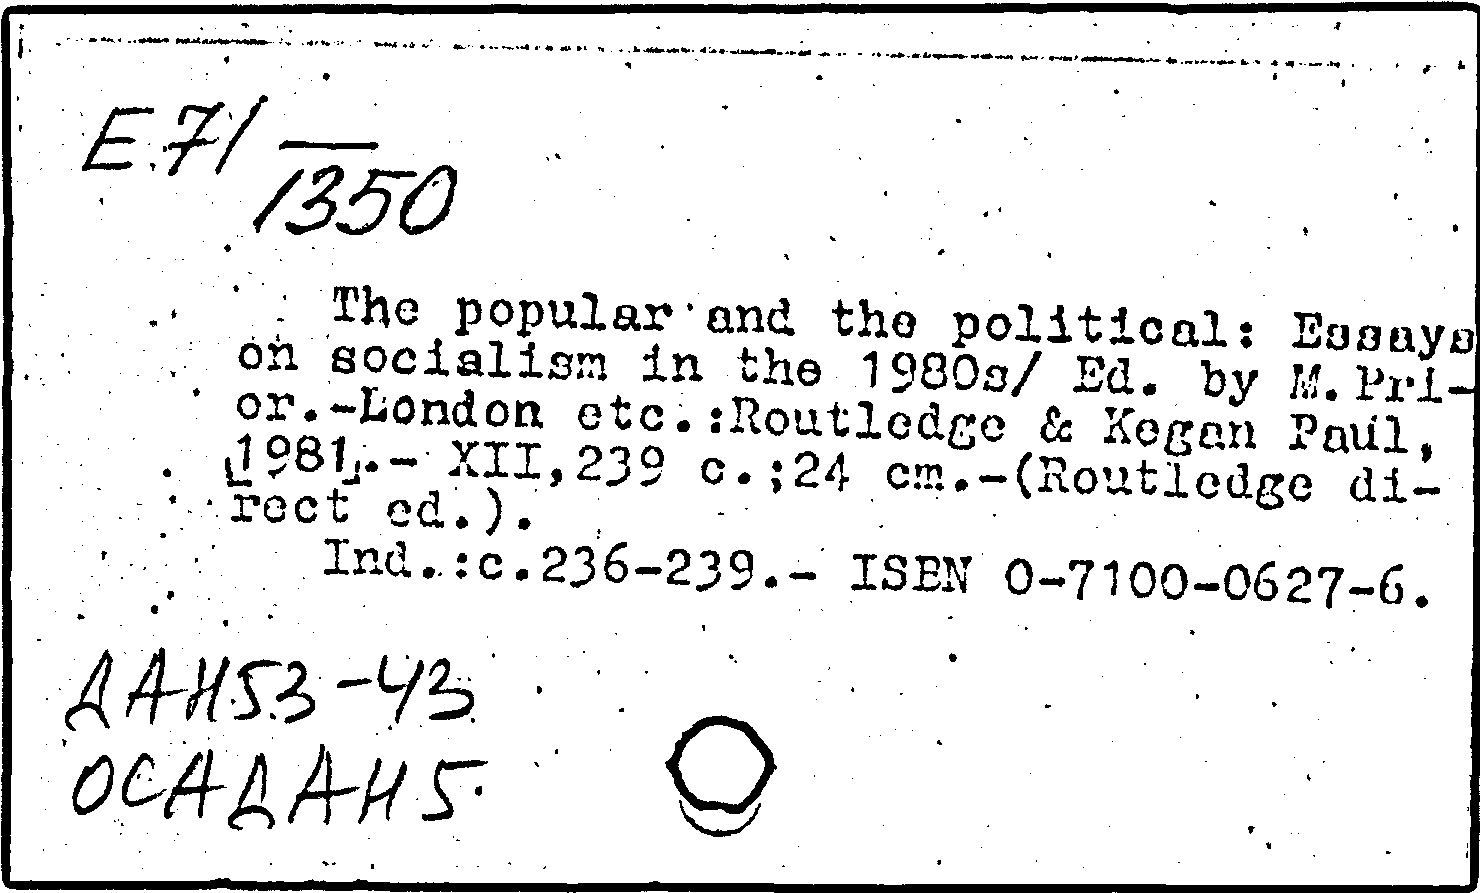 E.71/
1350
The popular and the political: Essays
on socialism in the 1980s/ Ed. by M.Pri-
or.-London etc.:Routledge & Kegan Paul,
[1981].- XII,239 c.;24 cm.-(Routledge di-
rect ed.).
Ind.:c.236-239.- ISBN 0-7100-0627-6.
ДАН53-43
ОСАДАН5